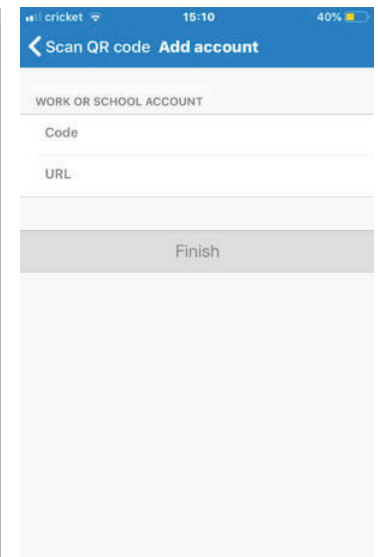 cricket 15:10 40%
Scan QR code Add account
WORK OR SCHOOL ACCOUNT
Code
URL
Finish